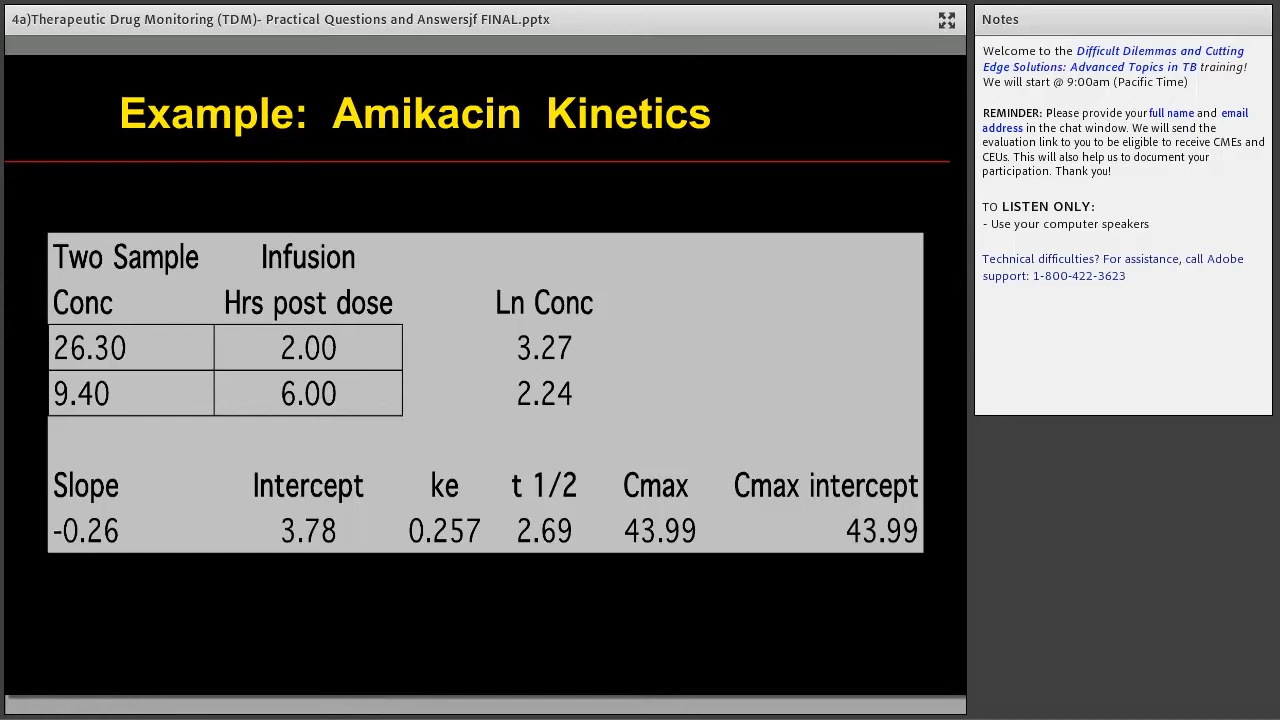 4a)Therapeutic Drug Monitoring (TDM)- Practical Questions and Answersjf FINAL.pptx
Example: Amikacin Kinetics
Two Sample Infusion
Conc Hrs post dose Ln Conc
26.30 2.00 3.27
9.40 6.00 2.24
Slope Intercept ke t 1/2 Cmax Cmax intercept
-0.26 3.78 0.257 2.69 43.99 43.99
Notes
Welcome to the Difficult Dilemmas and Cutting
Edge Solutions: Advanced Topics in TB training!
We will start @ 9:00am (Pacific Time)
REMINDER: Please provide your full name and email
address in the chat window. We will send the
evaluation link to you to be eligible to receive CMEs and
CEUs. This will also help us to document your
participation. Thank you!
TO LISTEN ONLY:
- Use your computer speakers
Technical difficulties? For assistance, call Adobe
support: 1-800-422-3623